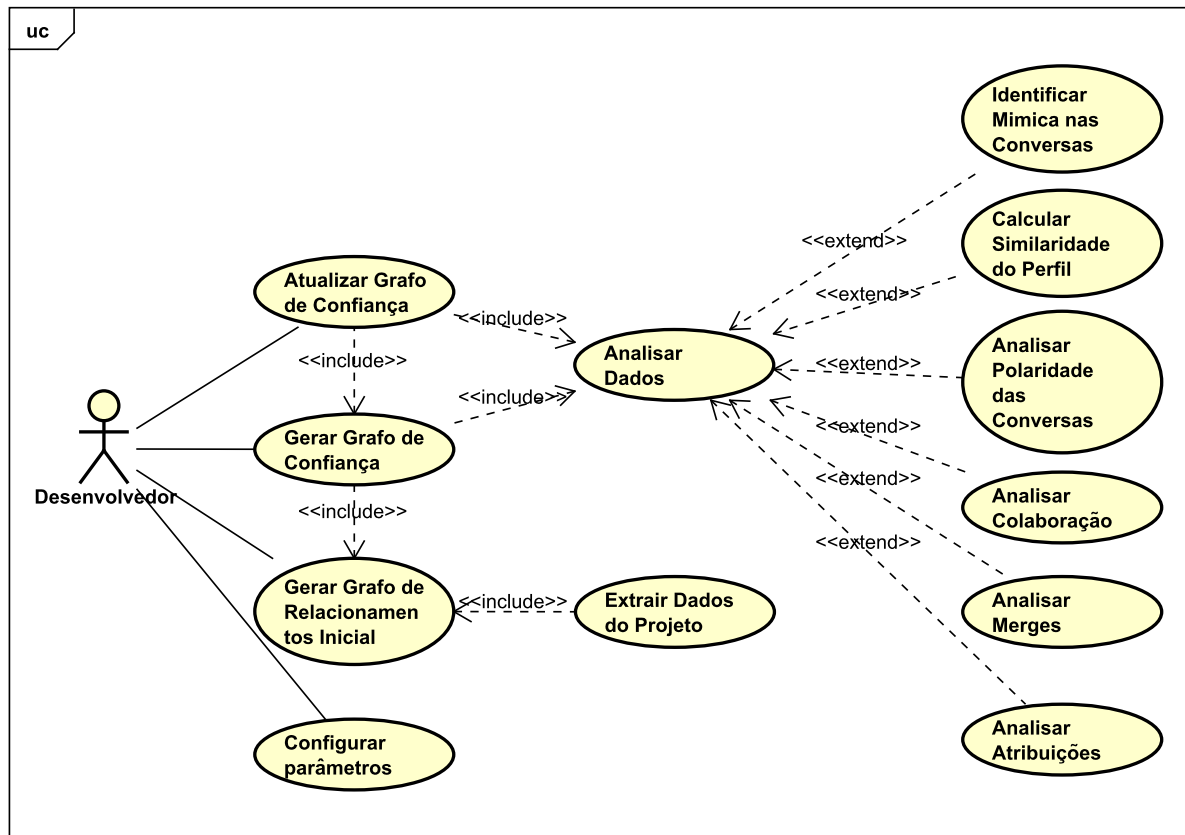 uc
Identificar
Mimica nas
Conversas
Calcular
Similaridade
do Perfil
<<extend>>
<<extend>>
Atualizar Grafo
de Confiança
<<include>>
<<include>>
Analisar
Dados
<<extend>>
Analisar
Polaridade
das
Conversas
<<include>>
Gerar Grafo de
Confiança
<<extend>>
<<extend>>
Analisar
Colaboração
Desenvolvedor
<<include>>
<<extend>>
Gerar Grafo de
Relacionamen
tos Inicial
<<include>>
Extrair Dados
do Projeto
Analisar
Merges
Configurar
parâmetros
Analisar
Atribuições